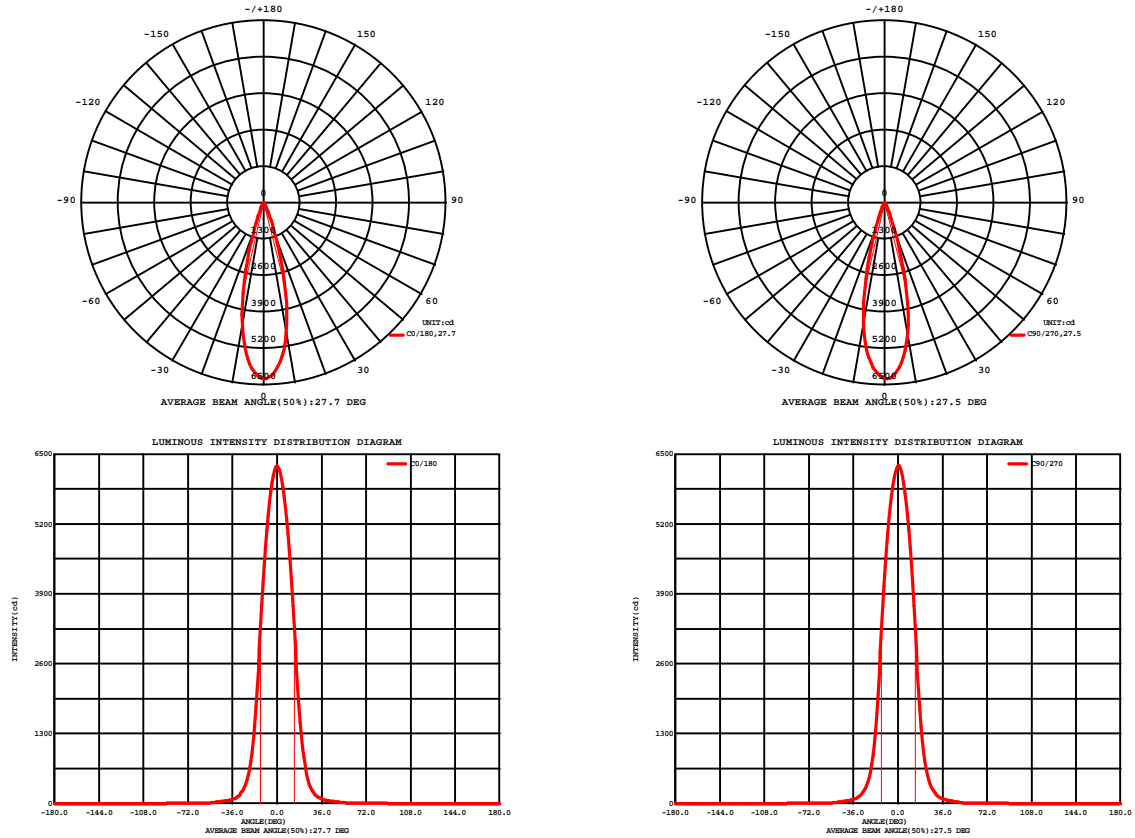 -/+180
-150
150
-120
120
-90
90
-60
60
-30
30
0
0
1300
2600
3900
5200
6500
UNIT:cd
C0/180,27.7
AVERAGE BEAM ANGLE(50%):27.7 DEG
-/+180
-150
150
-120
120
-90
90
-60
60
-30
30
0
0
1300
2600
3900
5200
6500
UNIT:cd
C90/270,27.5
AVERAGE BEAM ANGLE(50%):27.5 DEG
LUMINOUS INTENSITY DISTRIBUTION DIAGRAM
C0/180
INTENSITY(cd)
6500
5200
3900
2600
1300
0
-180.0 -144.0 -108.0 -72.0 -36.0 0.0 36.0 72.0 108.0 144.0 180.0
ANGLE(DEG)
AVERAGE BEAM ANGLE(50%):27.7 DEG
LUMINOUS INTENSITY DISTRIBUTION DIAGRAM
C90/270
INTENSITY(cd)
6500
5200
3900
2600
1300
0
-180.0 -144.0 -108.0 -72.0 -36.0 0.0 36.0 72.0 108.0 144.0 180.0
ANGLE(DEG)
AVERAGE BEAM ANGLE(50%):27.5 DEG